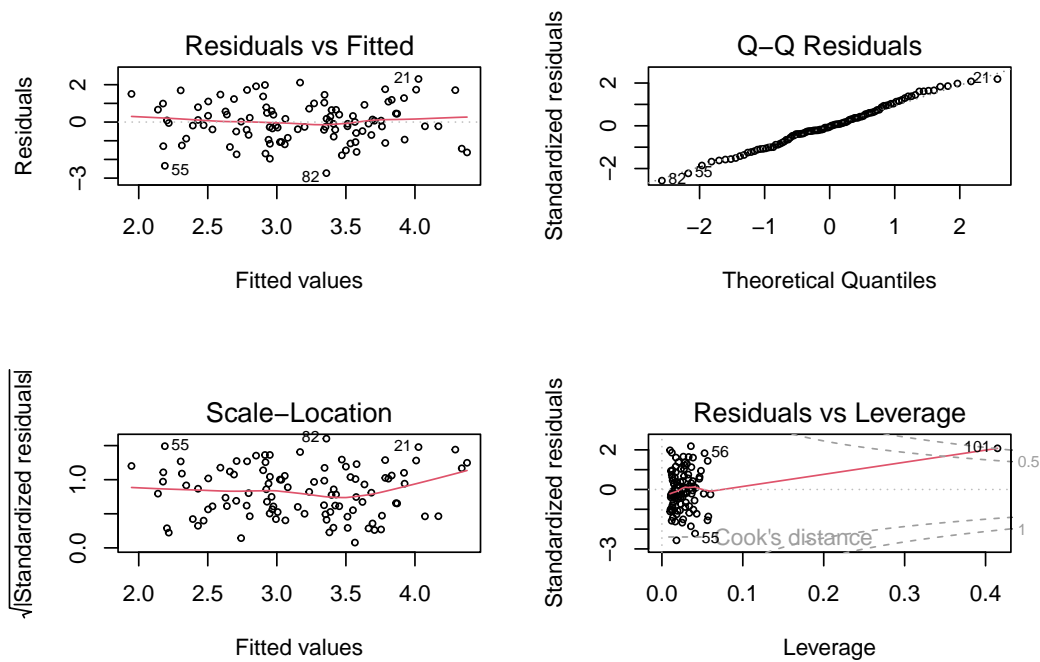 Residuals vs Fitted
Residuals
2
0
−3
21
55
82
2.0 2.5 3.0 3.5 4.0
Fitted values
Q−Q Residuals
Standardized residuals
2
0
−2
21
55
82
−2 −1 0 1 2
Theoretical Quantiles
Scale−Location
√|Standardized residuals|
1.0
0.0
55
82
21
2.0 2.5 3.0 3.5 4.0
Fitted values
Residuals vs Leverage
Standardized residuals
2
0
−3
101
56
55
0.5
1
Cook's distance
0.0 0.1 0.2 0.3 0.4
Leverage